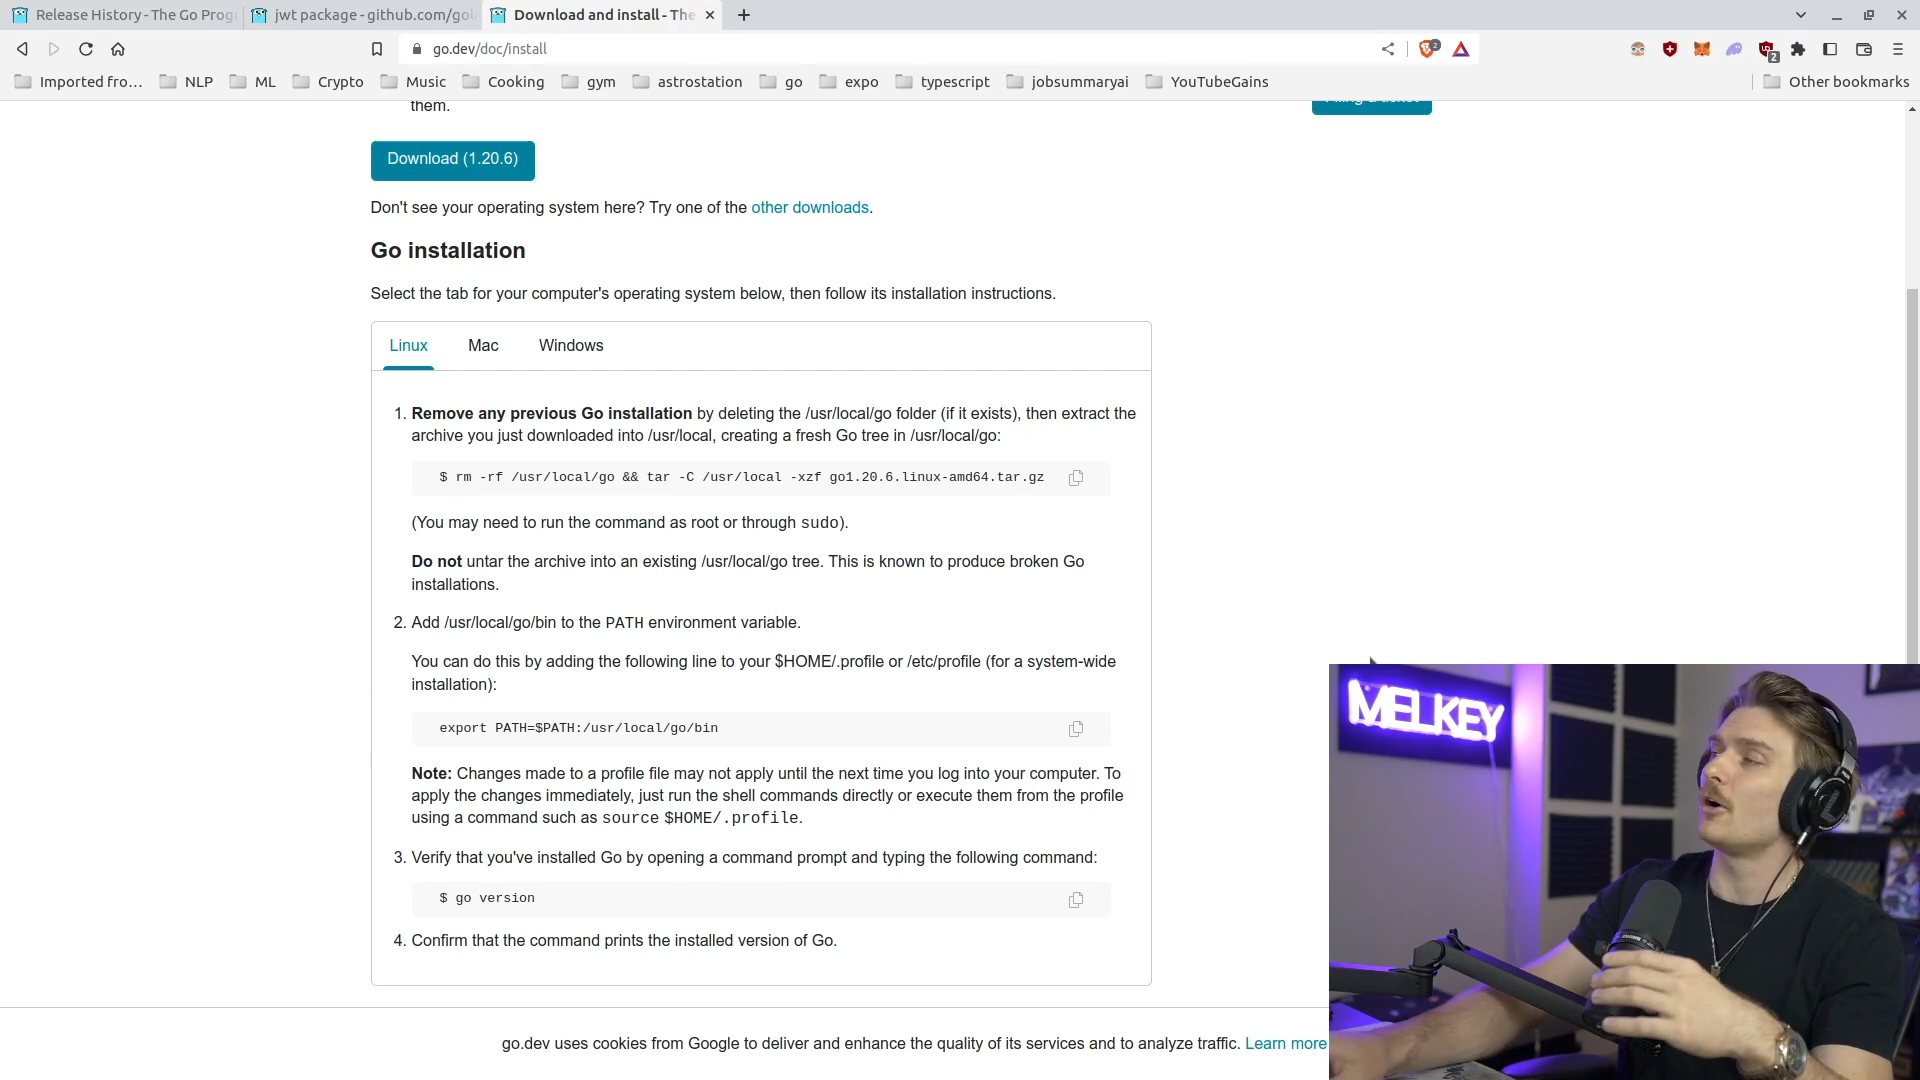 Release History - The Go Prog
jwt package - github.com/gol
Download and install - The
go.dev/doc/install
2
2
Imported fro...
NLP
ML
Crypto
Music
Cooking
gym
astrostation
go
expo
typescript
jobsummaryai
YouTubeGains
Other bookmarks
them.
Download (1.20.6)
Don't see your operating system here? Try one of the other downloads.
Go installation
Select the tab for your computer's operating system below, then follow its installation instructions.
Linux
Mac
Windows
1. Remove any previous Go installation by deleting the /usr/local/go folder (if it exists), then extract the
archive you just downloaded into /usr/local, creating a fresh Go tree in /usr/local/go:
$ rm -rf /usr/local/go && tar -C /usr/local -xzf go1.20.6.linux-amd64.tar.gz
(You may need to run the command as root or through sudo).
Do not untar the archive into an existing /usr/local/go tree. This is known to produce broken Go
installations.
2. Add /usr/local/go/bin to the PATH environment variable.
You can do this by adding the following line to your $HOME/.profile or /etc/profile (for a system-wide
installation):
export PATH=$PATH:/usr/local/go/bin
Note: Changes made to a profile file may not apply until the next time you log into your computer. To
apply the changes immediately, just run the shell commands directly or execute them from the profile
using a command such as source $HOME/.profile.
3. Verify that you've installed Go by opening a command prompt and typing the following command:
$ go version
4. Confirm that the command prints the installed version of Go.
go.dev uses cookies from Google to deliver and enhance the quality of its services and to analyze traffic. Learn more
MELKEY